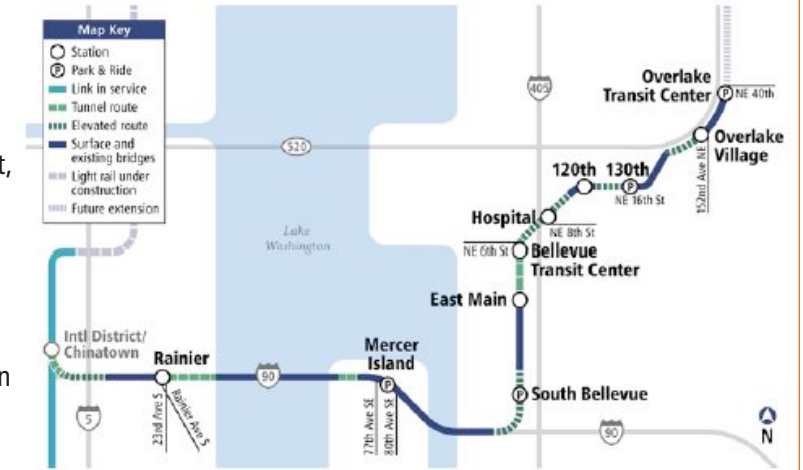 Map Key
Station
P Park & Ride
Link in service
Tunnel route
Elevated route
Surface and
existing bridges
Light rail under
construction
Future extension
t,
n
520
405
Overlake
Transit Center
P
NE 40th
Overlake
Village
152nd Ave NE
120th
130th
P
NE 16th St
Hospital
NE 8th St
NE 6th St
Bellevue
Transit Center
Lake
Washington
East Main
Intl District/
Chinatown
Rainier
90
Mercer
Island
P
P
South Bellevue
23rd Ave S
Rainier Ave S
77th Ave SE
80th Ave SE
5
90
N